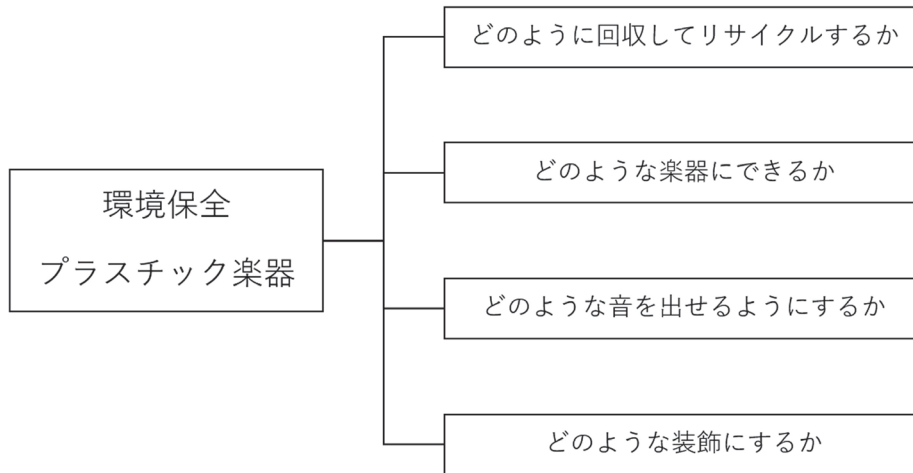 環境保全
プラスチック楽器
どのように回収してリサイクルするか
どのような楽器にできるか
どのような音を出せるようにするか
どのような装飾にするか